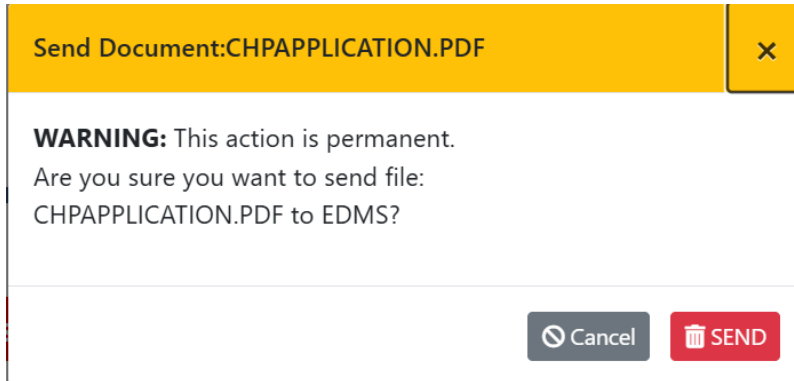 Send Document:CHPAPPLICATION.PDF
×
WARNING: This action is permanent.
Are you sure you want to send file:
CHPAPPLICATION.PDF to EDMS?
Cancel SEND